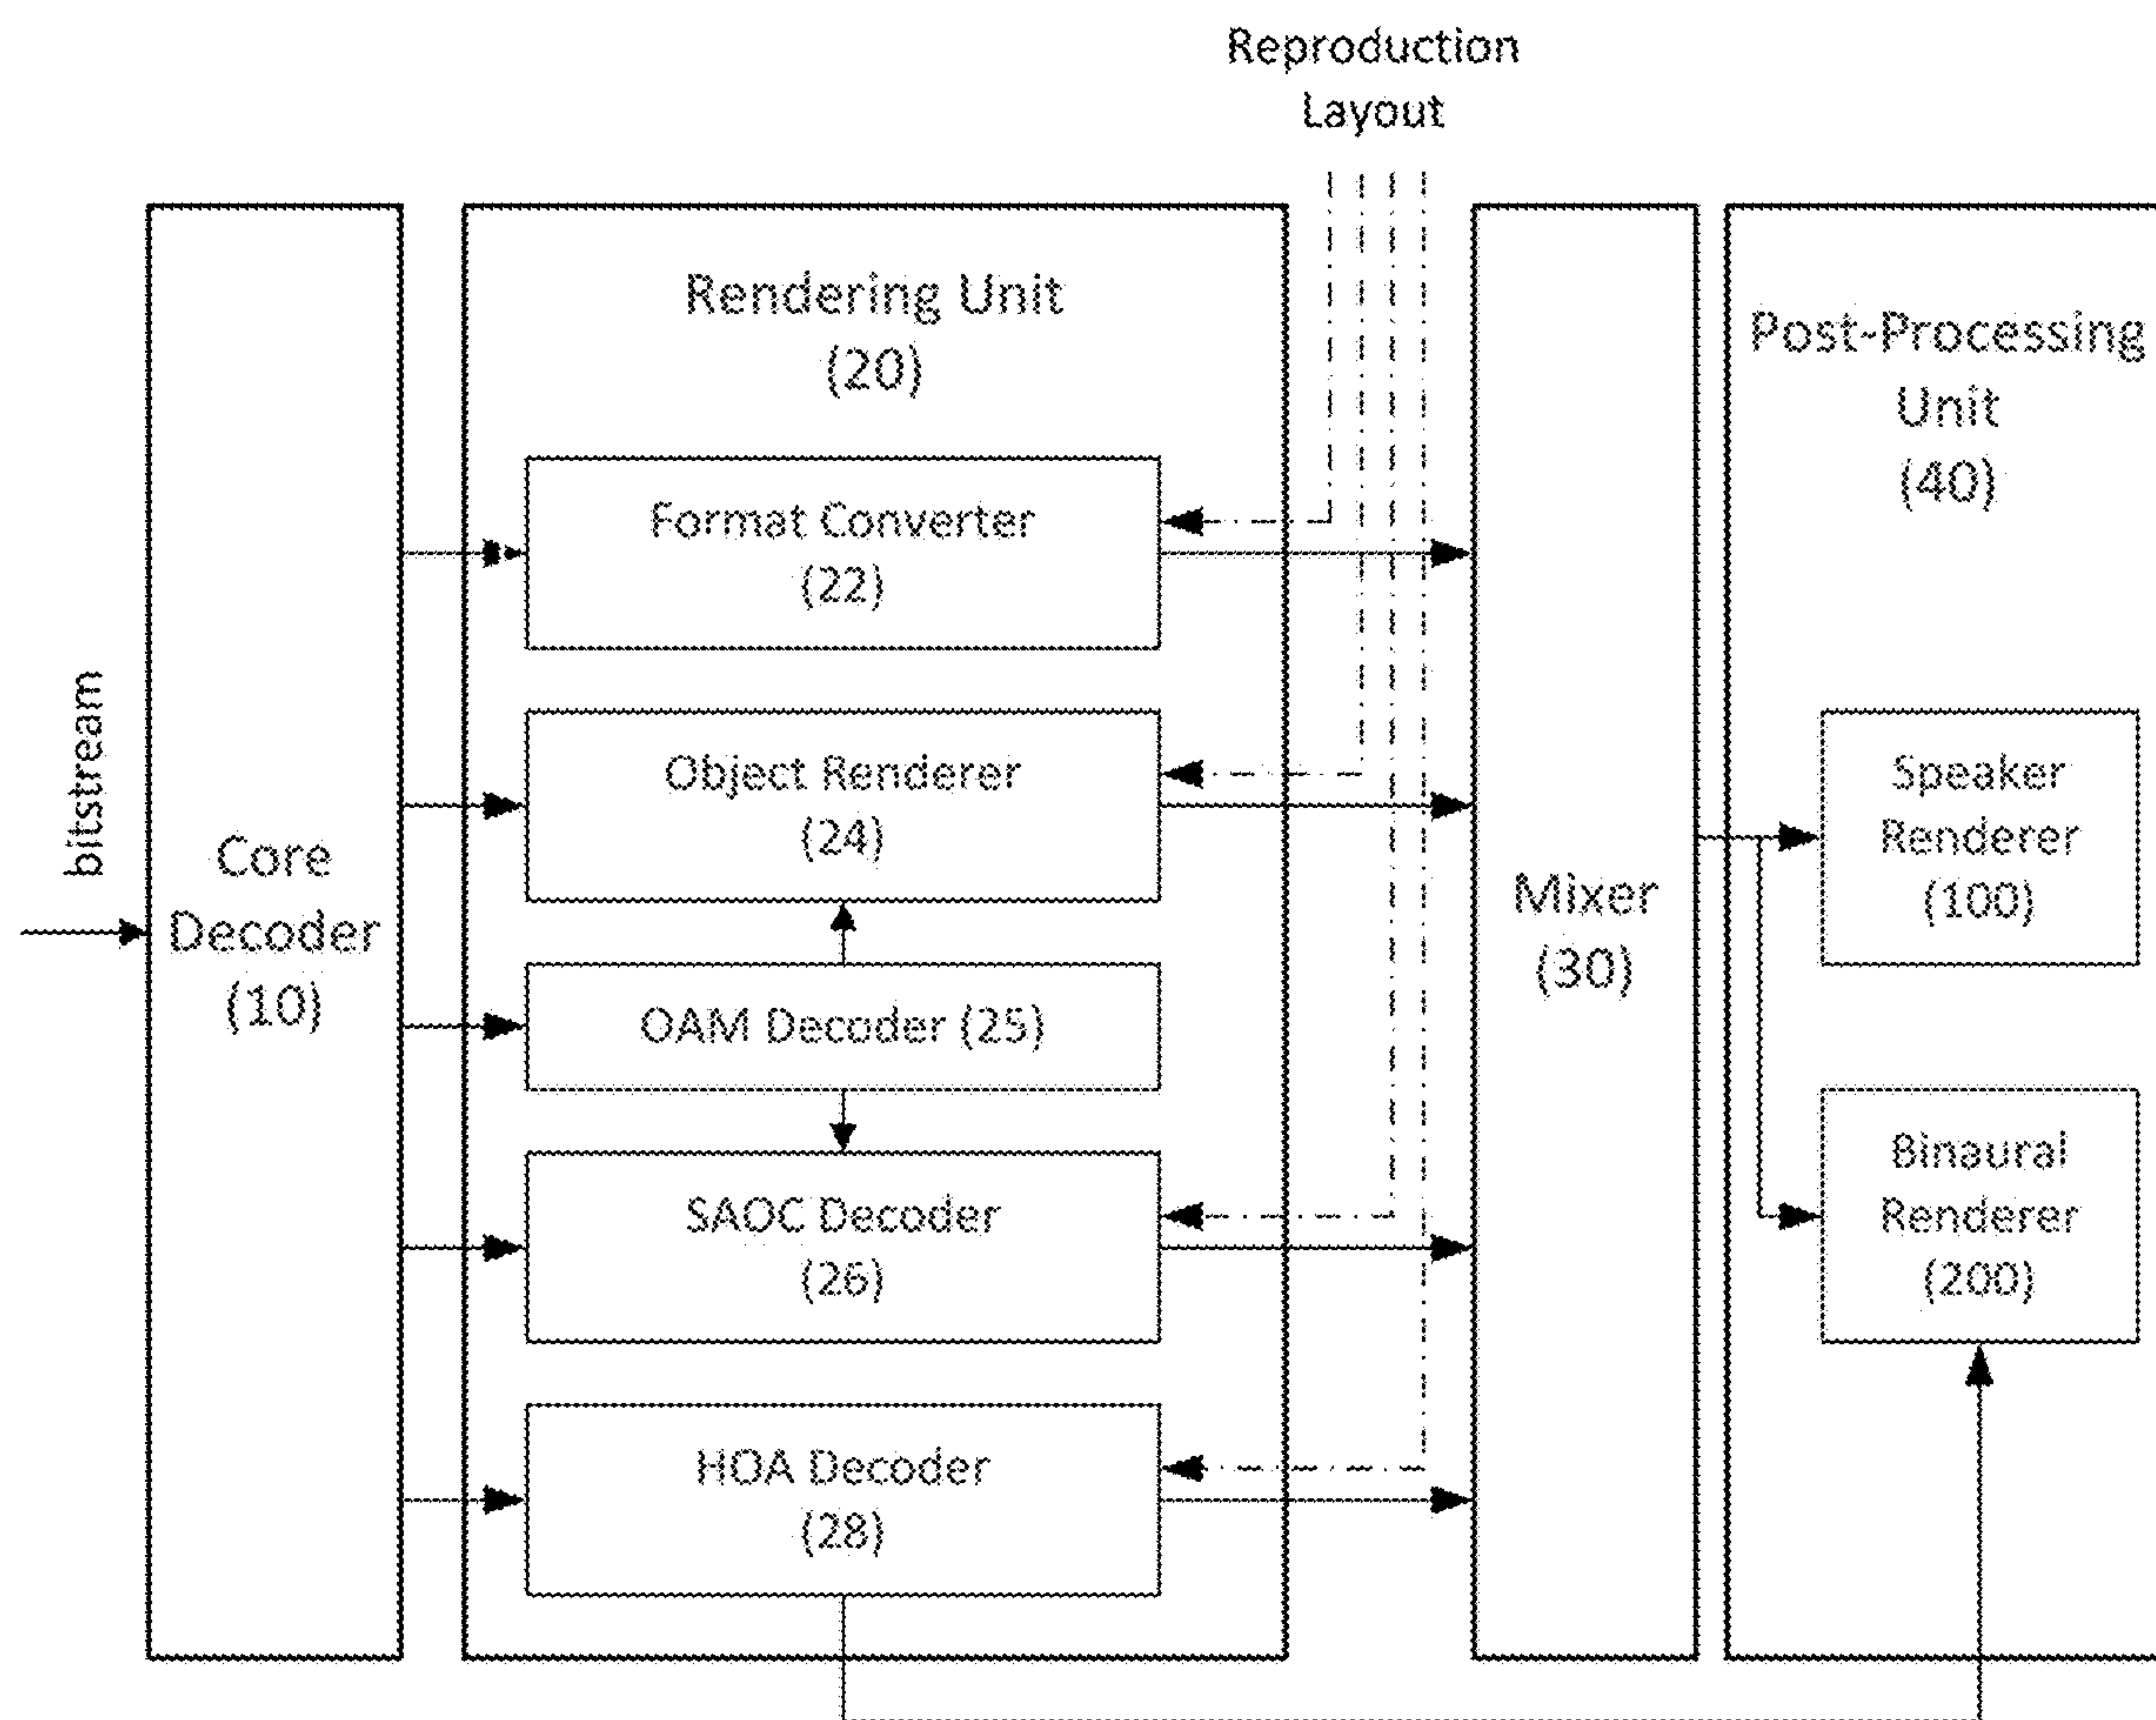 Reproduction
Layout
bitstream
Core
Decoder
(10)
Rendering Unit
(20)
Format Converter
(22)
Object Renderer
(24)
OAM Decoder (25)
SAOC Decoder
(26)
HOA Decoder
(28)
Mixer
(30)
Post-Processing
Unit
(40)
Speaker
Renderer
(100)
Binaural
Renderer
(200)